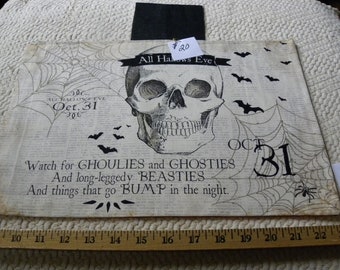 $20
All Hallows Eve
ALL HALLOWS EVE
Oct. 31
OCT
31
Watch for GHOULIES and GHOSTIES
And long-leggedy BEASTIES
And things that go BUMP in the night.
10 11 12 13 14 15 16 17 18 19 20 21 22